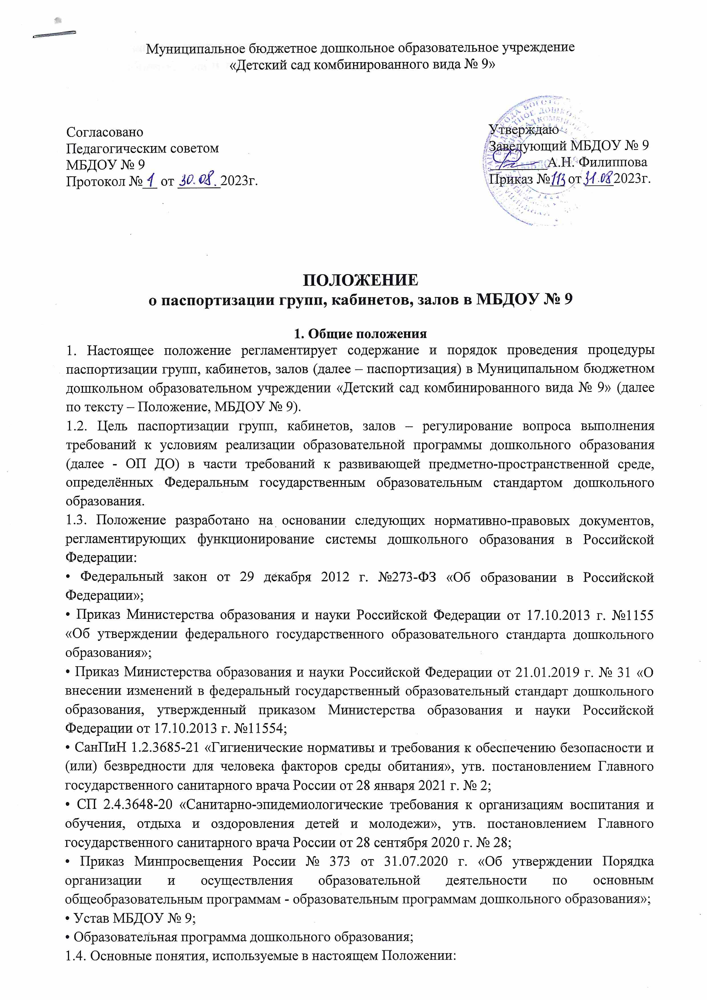 Муниципальное бюджетное дошкольное образовательное учреждение
«Детский сад комбинированного вида № 9»
Согласовано
Педагогическим советом
МБДОУ № 9
Протокол № 1 от 30.08.2023г.
Утверждаю
Заведующий МБДОУ № 9
А.Н. Филиппова
Приказ №113 от 31.08 2023г.
ПОЛОЖЕНИЕ
о паспортизации групп, кабинетов, залов в МБДОУ № 9
1. Общие положения
1. Настоящее положение регламентирует содержание и порядок проведения процедуры
паспортизации групп, кабинетов, залов (далее – паспортизация) в Муниципальном бюджетном
дошкольном образовательном учреждении «Детский сад комбинированного вида № 9» (далее
по тексту – Положение, МБДОУ № 9).
1.2. Цель паспортизации групп, кабинетов, залов – регулирование вопроса выполнения
требований к условиям реализации образовательной программы дошкольного образования
(далее - ОП ДО) в части требований к развивающей предметно-пространственной среде,
определённых Федеральным государственным образовательным стандартом дошкольного
образования.
1.3. Положение разработано на основании следующих нормативно-правовых документов,
регламентирующих функционирование системы дошкольного образования в Российской
Федерации:
• Федеральный закон от 29 декабря 2012 г. №273-ФЗ «Об образовании в Российской
Федерации»;
• Приказ Министерства образования и науки Российской Федерации от 17.10.2013 г. №1155
«Об утверждении федерального государственного образовательного стандарта дошкольного
образования»;
• Приказ Министерства образования и науки Российской Федерации от 21.01.2019 г. № 31 «О
внесении изменений в федеральный государственный образовательный стандарт дошкольного
образования, утвержденный приказом Министерства образования и науки Российской
Федерации от 17.10.2013 г. №11554;
• СанПиН 1.2.3685-21 «Гигиенические нормативы и требования к обеспечению безопасности и
(или) безвредности для человека факторов среды обитания», утв. постановлением Главного
государственного санитарного врача России от 28 января 2021 г. № 2;
• СП 2.4.3648-20 «Санитарно-эпидемиологические требования к организациям воспитания и
обучения, отдыха и оздоровления детей и молодежи», утв. постановлением Главного
государственного санитарного врача России от 28 сентября 2020 г. № 28;
• Приказ Минпросвещения России № 373 от 31.07.2020 г. «Об утверждении Порядка
организации и осуществления образовательной деятельности по основным
общеобразовательным программам - образовательным программам дошкольного образования»;
• Устав МБДОУ № 9;
• Образовательная программа дошкольного образования;
1.4. Основные понятия, используемые в настоящем Положении: